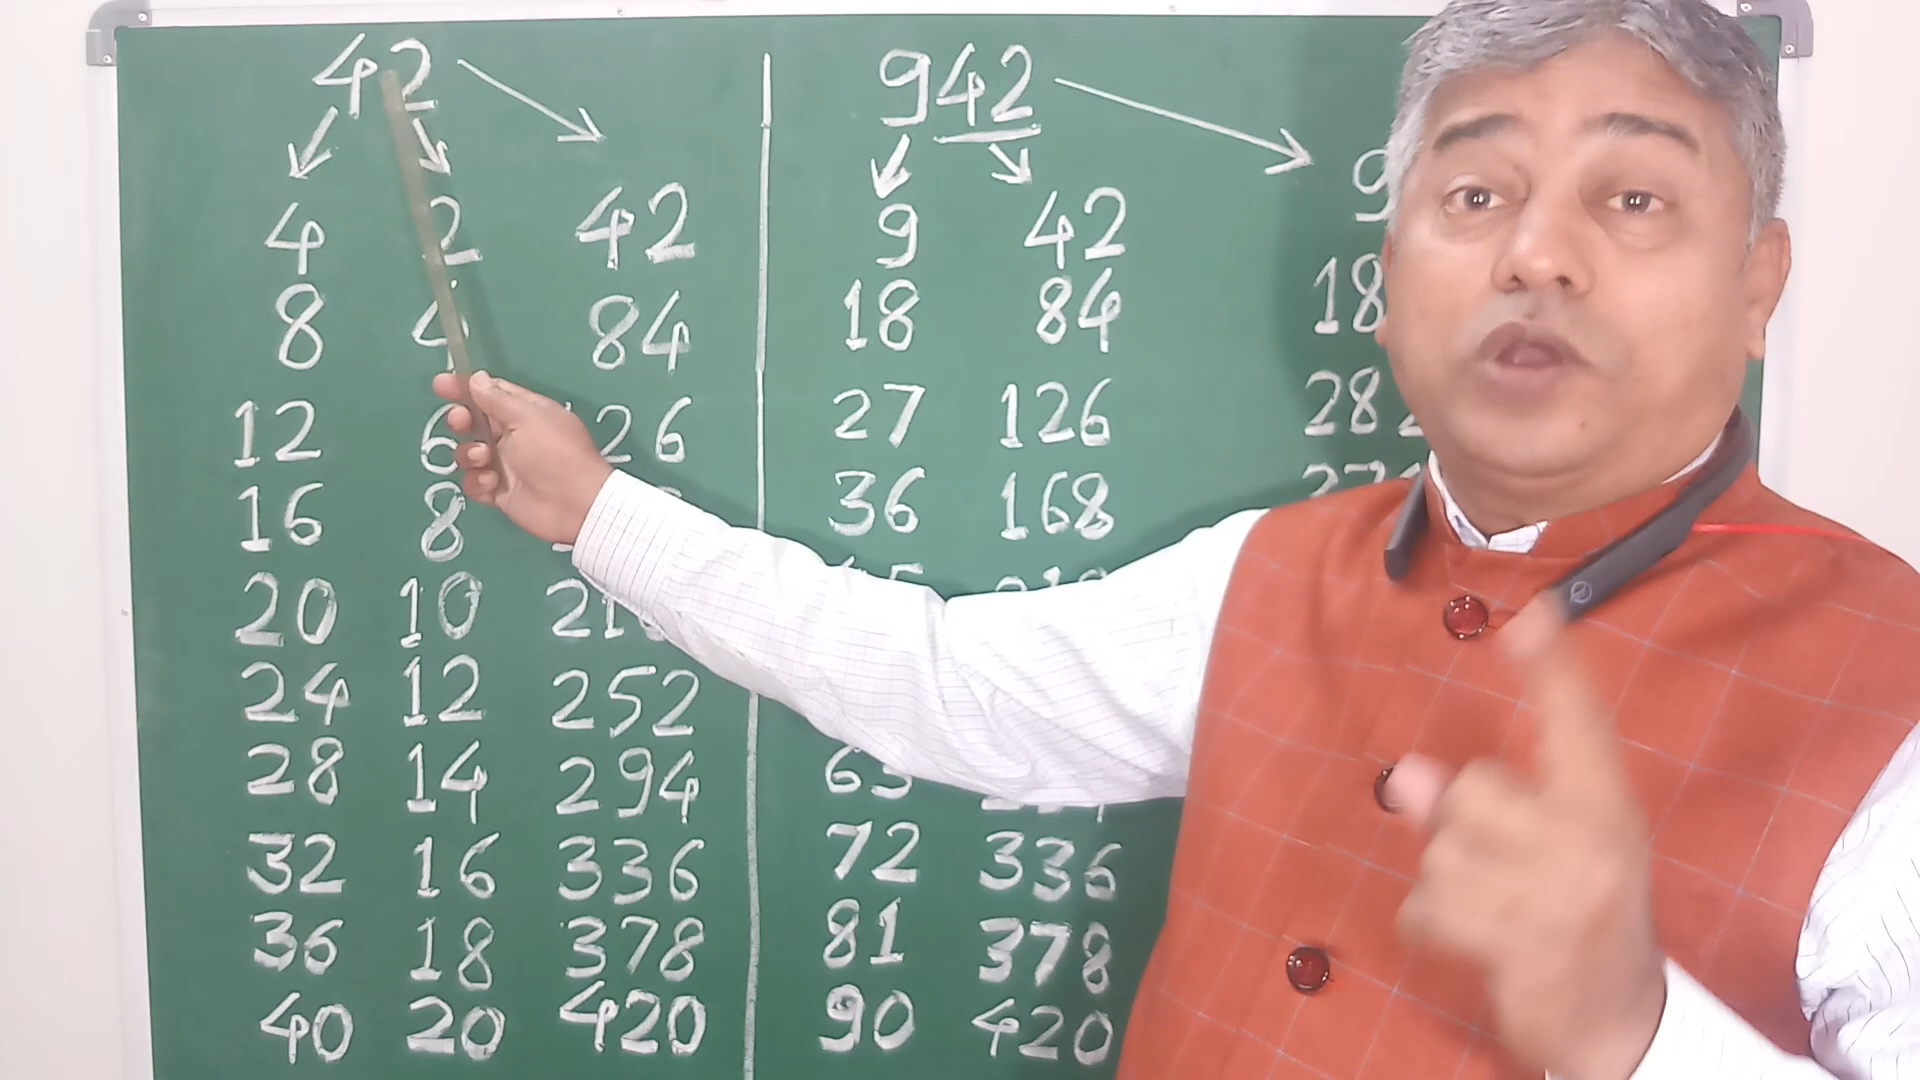 42 942
4 2 42 9 42
8 84 18 84 18
12 6 26 27 126 282
16 8 36 168
20 10
24 12 252
28 14 294
32 16 336 72 336
36 18 378 81 378
40 20 420 90 420